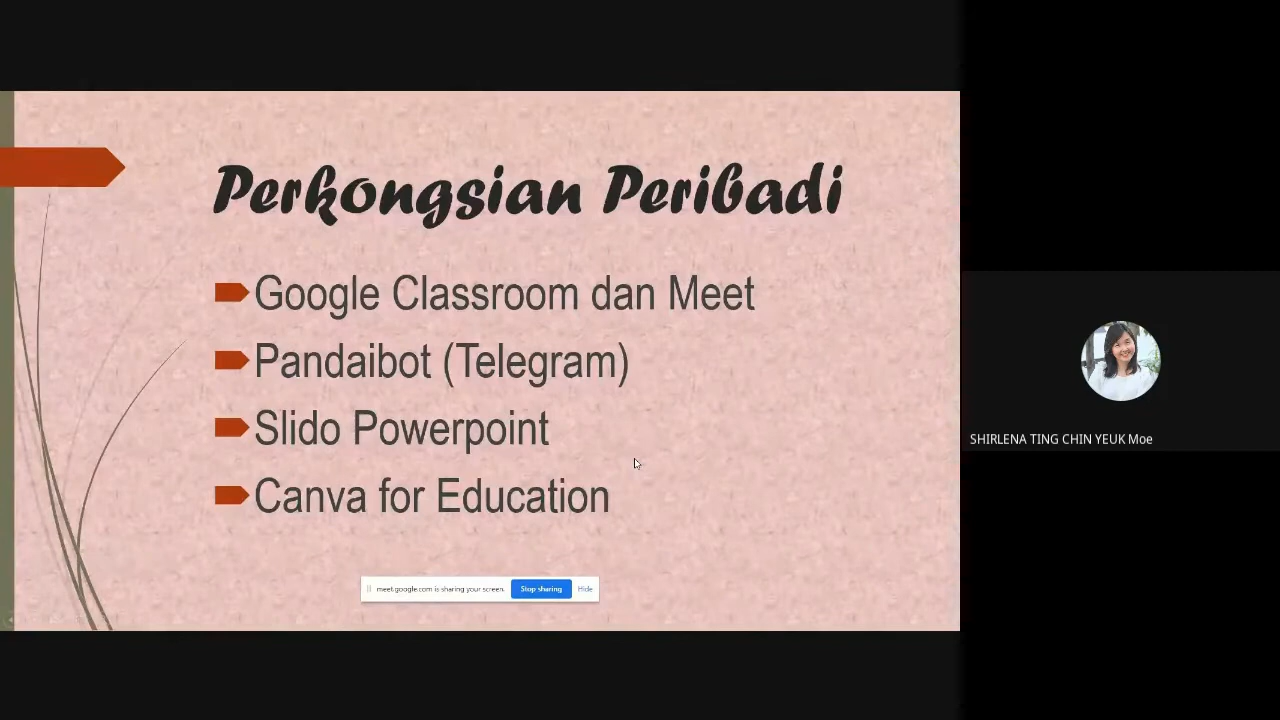 Perkongsian Peribadi
Google Classroom dan Meet
Pandaibot (Telegram)
Slido Powerpoint
Canva for Education
meet.google.com is sharing your screen. Stop sharing Hide
SHIRLENA TING CHIN YEUK Moe